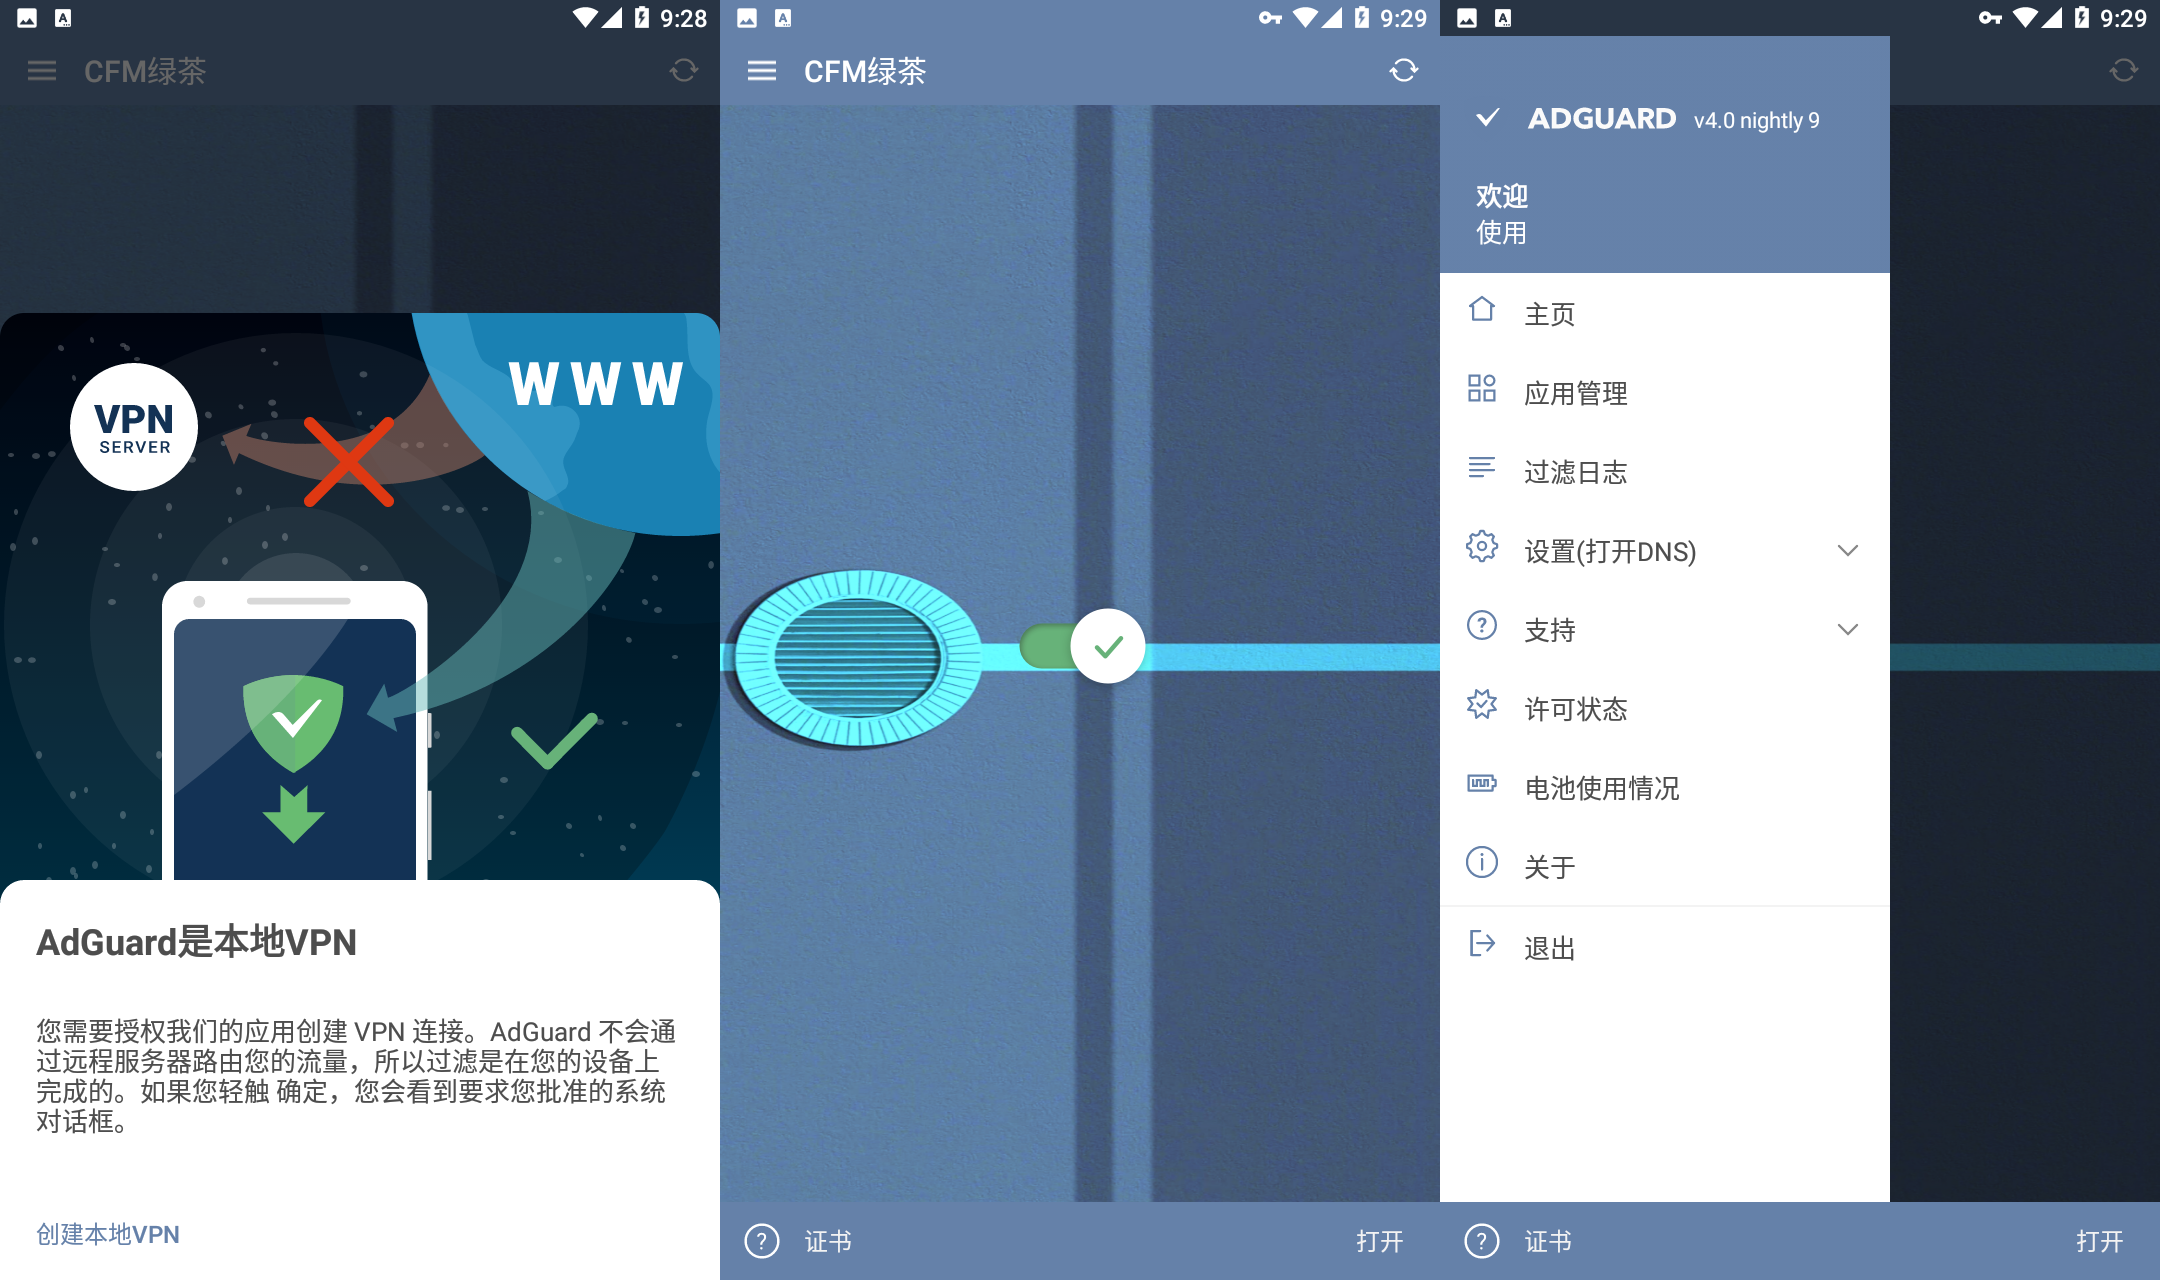 9:28
CFM绿茶
WWW
VPN
SERVER
AdGuard是本地VPN
您需要授权我们的应用创建 VPN 连接。AdGuard 不会通
过远程服务器路由您的流量，所以过滤是在您的设备上
完成的。如果您轻触 确定，您会看到要求您批准的系统
对话框。
创建本地VPN
9:29
CFM绿茶
?
证书
打开
9:29
ADGUARD v4.0 nightly 9
欢迎
使用
主页
应用管理
过滤日志
设置(打开DNS)
支持
许可状态
电池使用情况
关于
退出
?
证书
打开